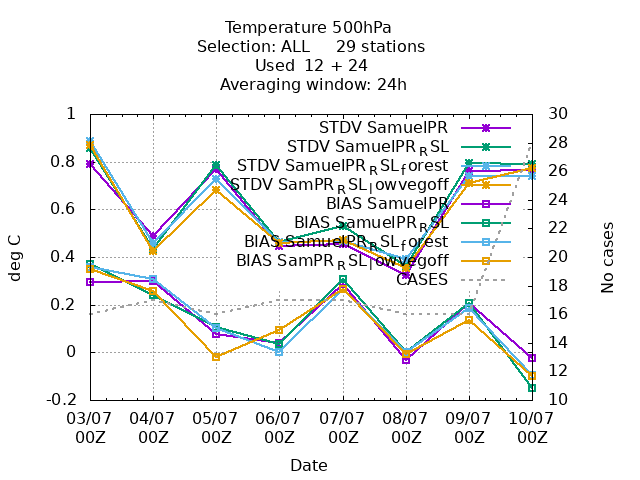 Temperature 500hPa
Selection: ALL     29 stations
Used  12 + 24
Averaging window: 24h
deg C
1
0.8
0.6
0.4
0.2
0
-0.2
STDV SamuelPR
STDV SamuelPR_RSL
STDV SamuelPR_RSL_forest
STDV SamPR_RSL_lowvegoff
BIAS SamuelPR
BIAS SamuelPR_RSL
BIAS SamuelPR_RSL_forest
BIAS SamPR_RSL_lowvegoff
CASES
30
28
26
24
22
20
18
16
14
12
10
No cases
03/07 04/07 05/07 06/07 07/07 08/07 09/07 10/07
00Z 00Z 00Z 00Z 00Z 00Z 00Z 00Z
Date